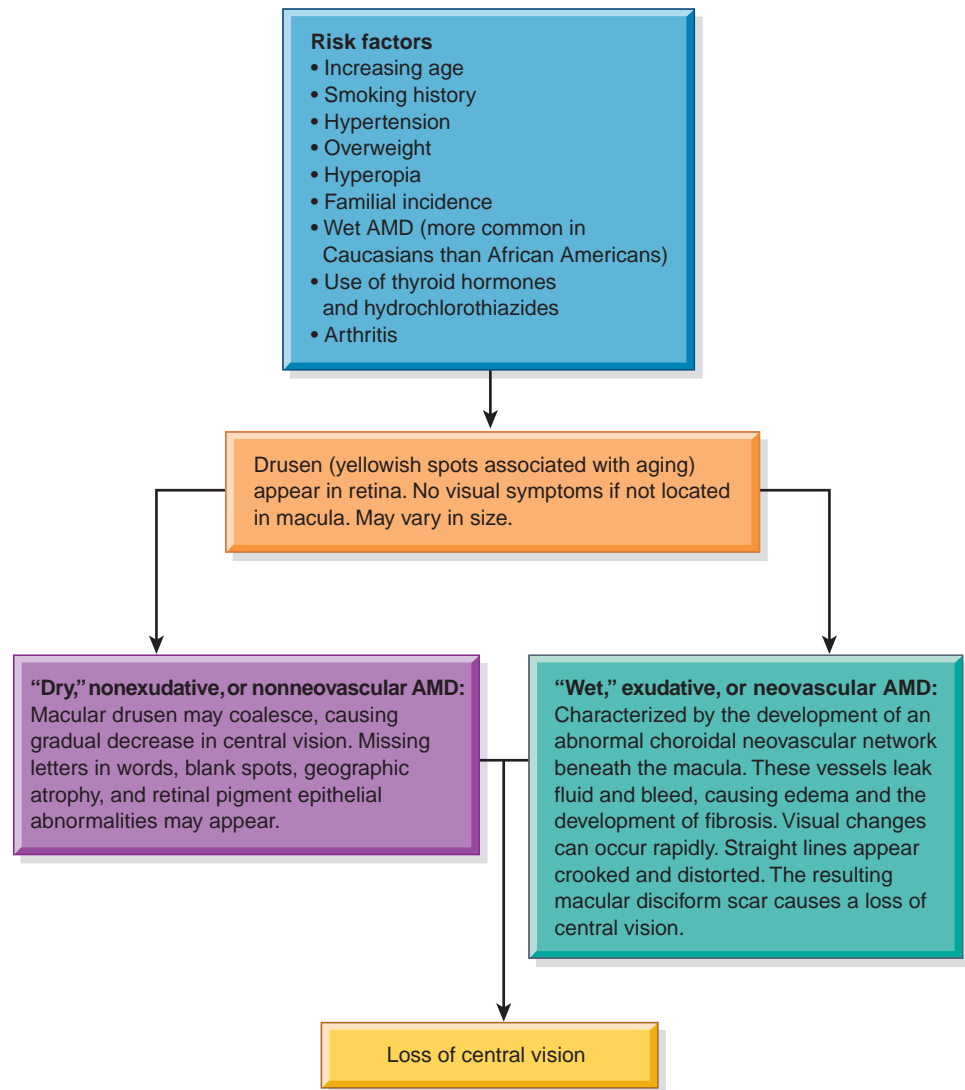 Risk factors
• Increasing age
• Smoking history
• Hypertension
• Overweight
• Hyperopia
• Familial incidence
• Wet AMD (more common in
Caucasians than African Americans)
• Use of thyroid hormones
and hydrochlorothiazides
• Arthritis
Drusen (yellowish spots associated with aging)
appear in retina. No visual symptoms if not located
in macula. May vary in size.
“Dry,” nonexudative, or nonneovascular AMD:
Macular drusen may coalesce, causing
gradual decrease in central vision. Missing
letters in words, blank spots, geographic
atrophy, and retinal pigment epithelial
abnormalities may appear.
“Wet,” exudative, or neovascular AMD:
Characterized by the development of an
abnormal choroidal neovascular network
beneath the macula. These vessels leak
fluid and bleed, causing edema and the
development of fibrosis. Visual changes
can occur rapidly. Straight lines appear
crooked and distorted. The resulting
macular disciform scar causes a loss of
central vision.
Loss of central vision